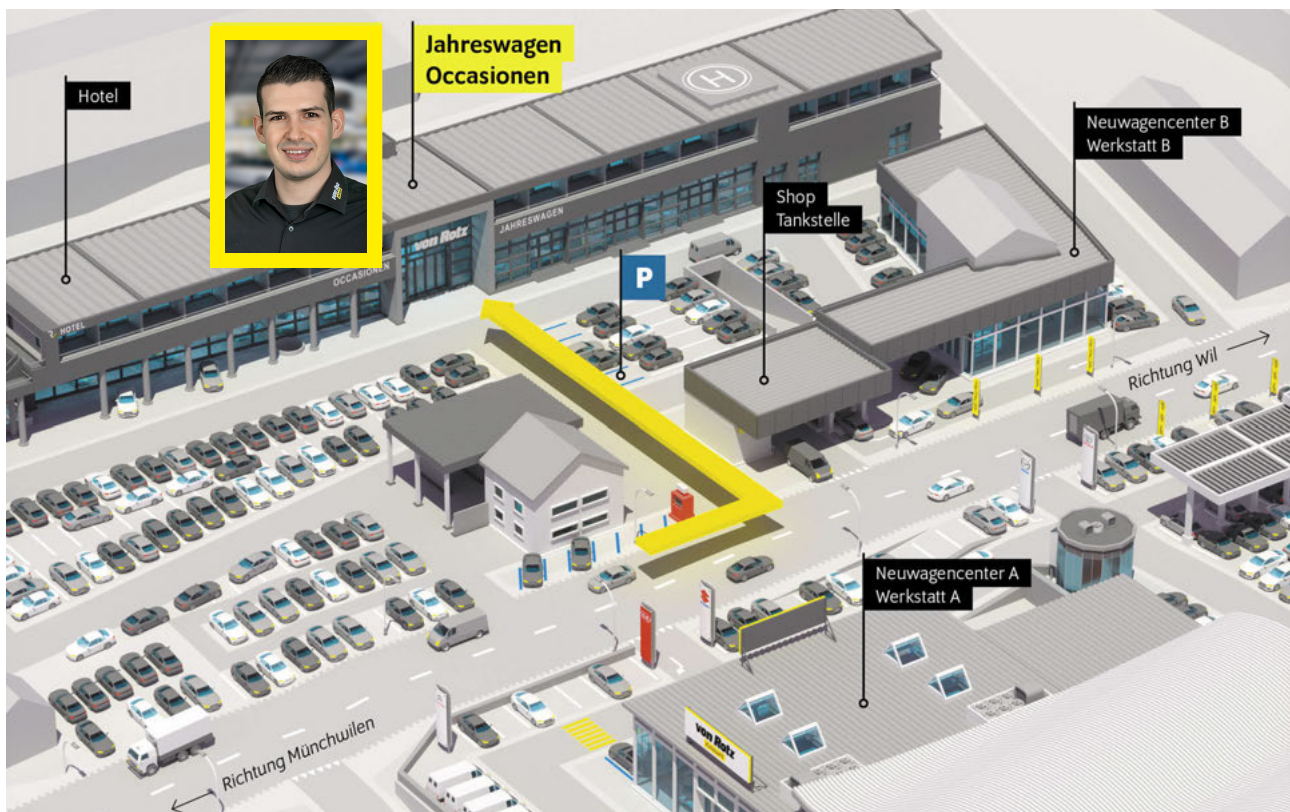 Hotel
Jahreswagen
Occasionen
H
Neuwagencenter B
Werkstatt B
Shop
Tankstelle
von Rotz
JAHRESWAGEN
OCCASIONEN
HOTEL
P
Richtung Wil
Neuwagencenter A
Werkstatt A
von Rotz
Richtung Münchwilen